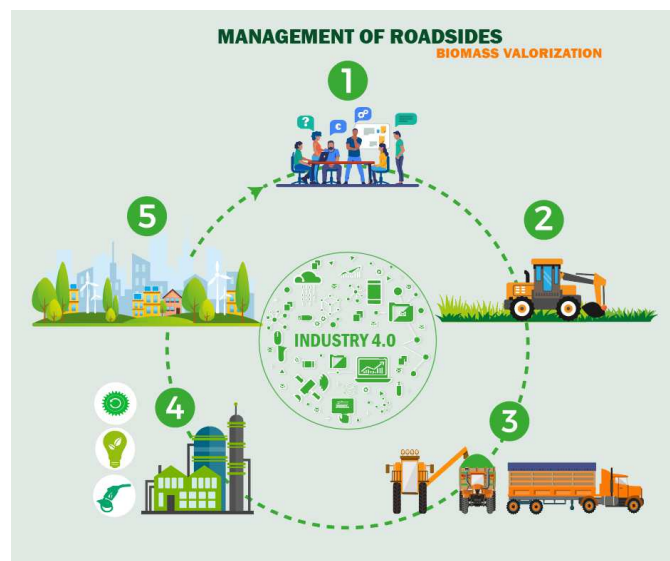 MANAGEMENT OF ROADSIDES
BIOMASS VALORIZATION
1
?
C
2
5
INDUSTRY 4.0
4
3